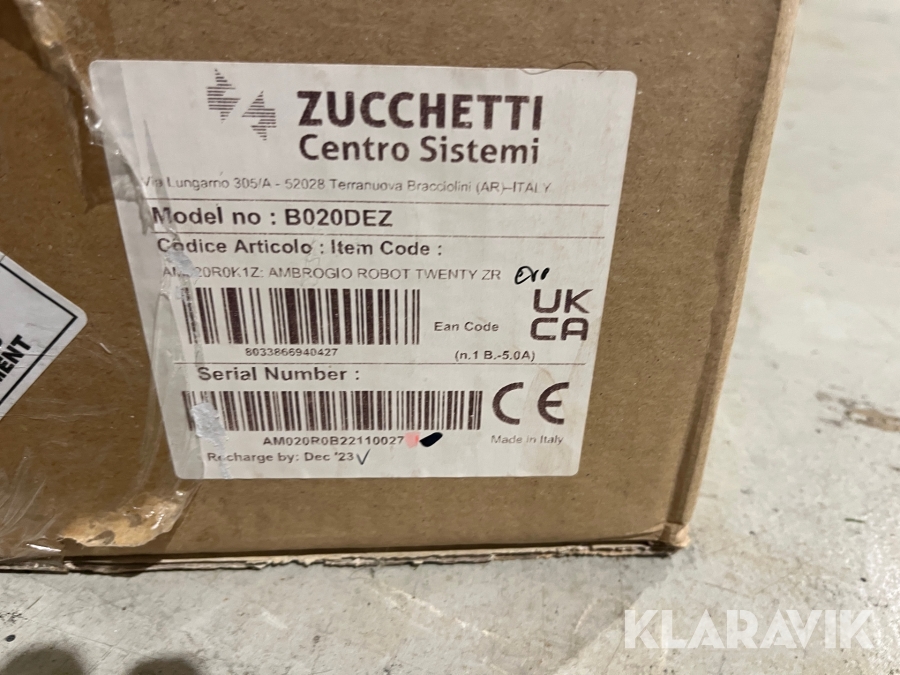 ZUCCHETTI
Centro Sistemi
Via Lungarno 305/A - 52028 Terranuova Bracciolini (AR)-ITALY
Model no : B020DEZ
Codice Articolo : Item Code :
AM020R0K1Z: AMBROGIO ROBOT TWENTY ZR
UK
CA
Ean Code
8033866940427
(n.1 B.-5.0A)
Serial Number :
CE
AM020R0B22110027
Made in Italy
Recharge by: Dec '23
MENT
KLARAVIK